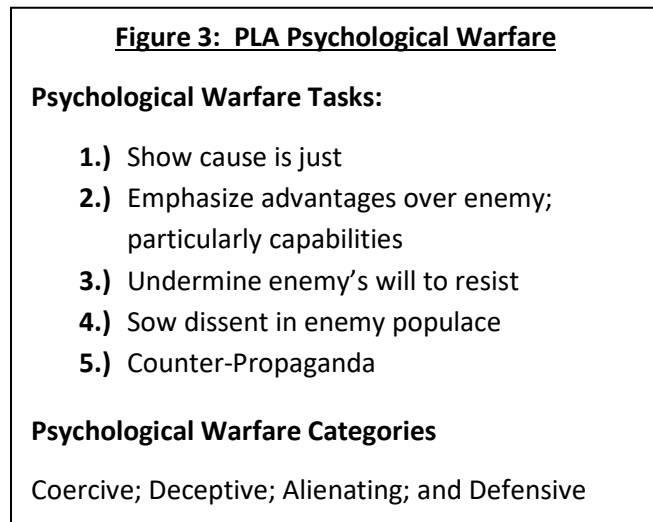 Figure 3:  PLA Psychological Warfare
Psychological Warfare Tasks:
1.) Show cause is just
2.) Emphasize advantages over enemy;
particularly capabilities
3.) Undermine enemy’s will to resist
4.) Sow dissent in enemy populace
5.) Counter-Propaganda
Psychological Warfare Categories
Coercive; Deceptive; Alienating; and Defensive